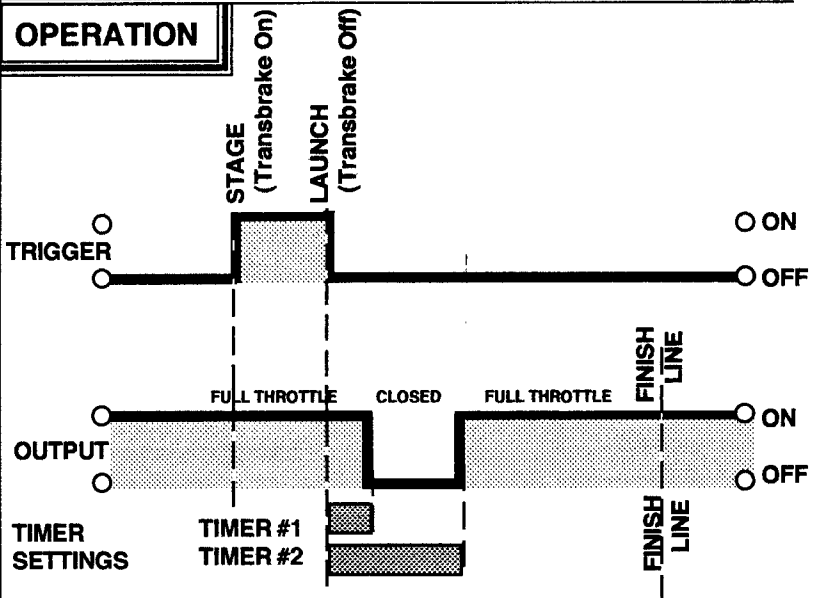 OPERATION
STAGE
(Transbrake On)
LAUNCH
(Transbrake Off)
TRIGGER
ON
OFF
FINISH
LINE
FULL THROTTLE
CLOSED
FULL THROTTLE
OUTPUT
ON
OFF
TIMER
SETTINGS
TIMER #1
TIMER #2
FINISH
LINE